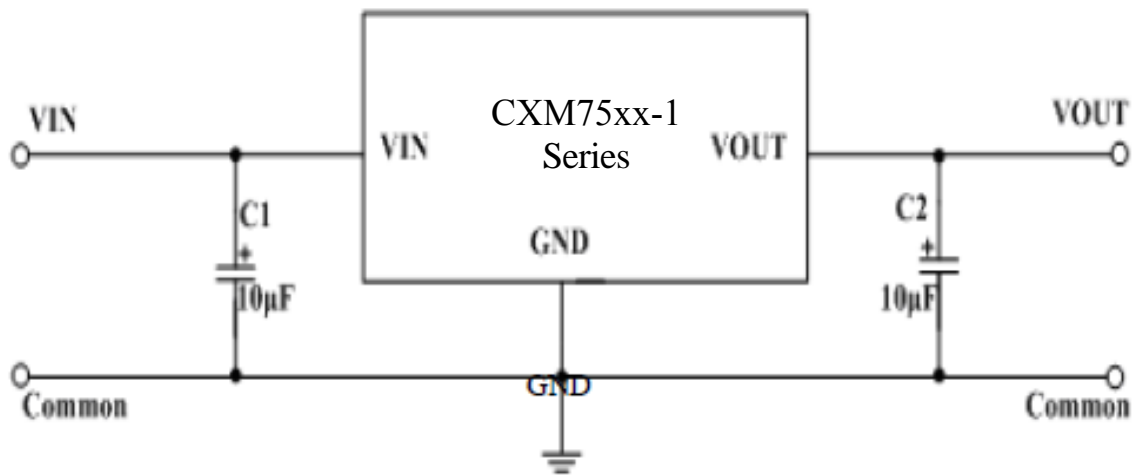 CXM75xx-1
Series
VIN
VIN
VOUT
VOUT
C1
+
10μF
GND
C2
+
10μF
GND
Common
Common